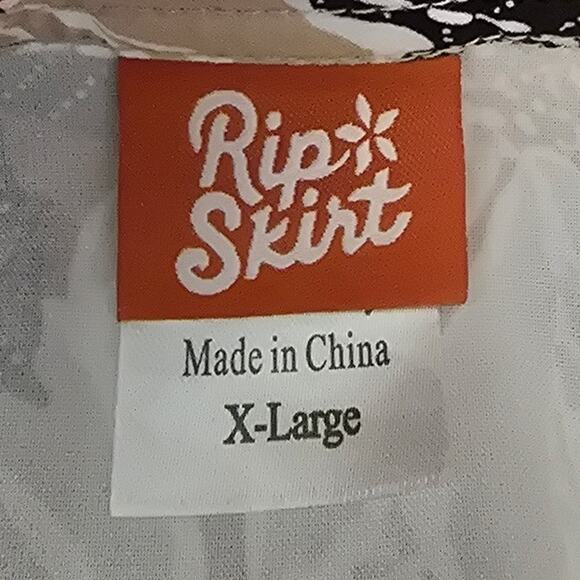 Rip
Skirt
Made in China
X-Large